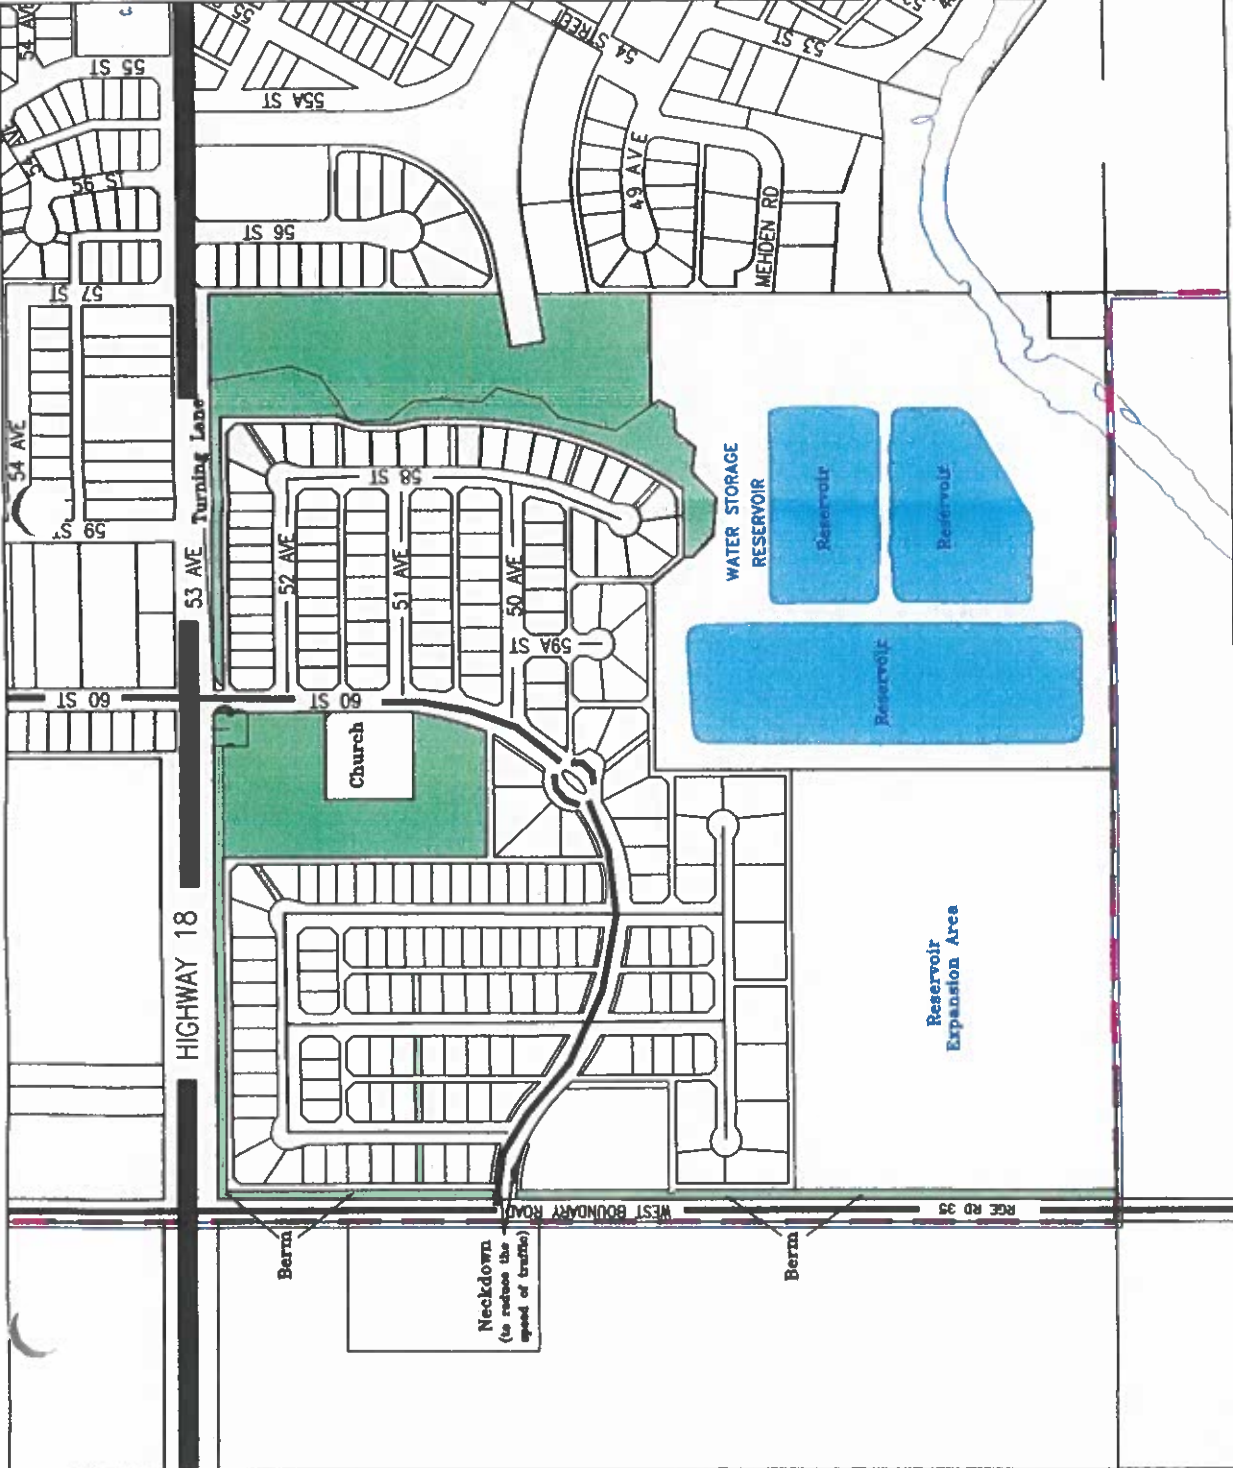 54 AVE
55 ST
55
55A ST
STREET
54
53 ST
52
56 ST
56 ST
49 AVE
MEHDEN RD
57 ST
54 AVE
59 ST
Turning Lane
53 AVE
58 ST
52 AVE
51 AVE
50 AVE
59A ST
60 ST
60 ST
WATER STORAGE
RESERVOIR
Reservoir
Reservoir
Reservoir
Church
HIGHWAY 18
Reservoir
Expansion Area
WEST BOUNDARY ROAD
RGE RD 35
Berm
Neckdown
(to reduce the
speed of traffic)
Berm